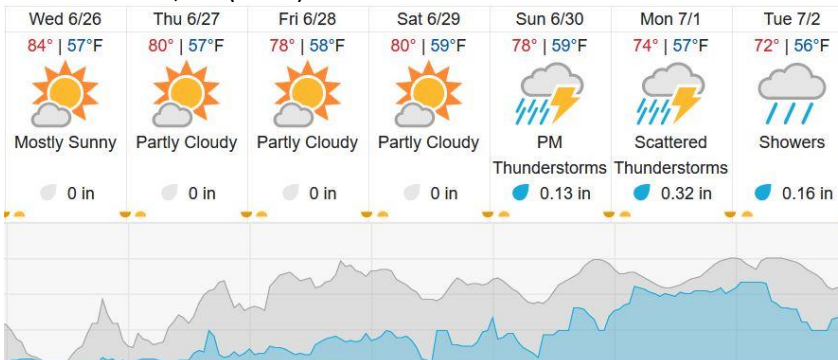 Wed 6/26 Thu 6/27 Fri 6/28 Sat 6/29 Sun 6/30 Mon 7/1 Tue 7/2
84° | 57°F 80° | 57°F 78° | 58°F 80° | 59°F 78° | 59°F 74° | 57°F 72° | 56°F
Mostly Sunny Partly Cloudy Partly Cloudy Partly Cloudy PM Scattered Showers
Thunderstorms Thunderstorms
0 in 0 in 0 in 0 in 0.13 in 0.32 in 0.16 in